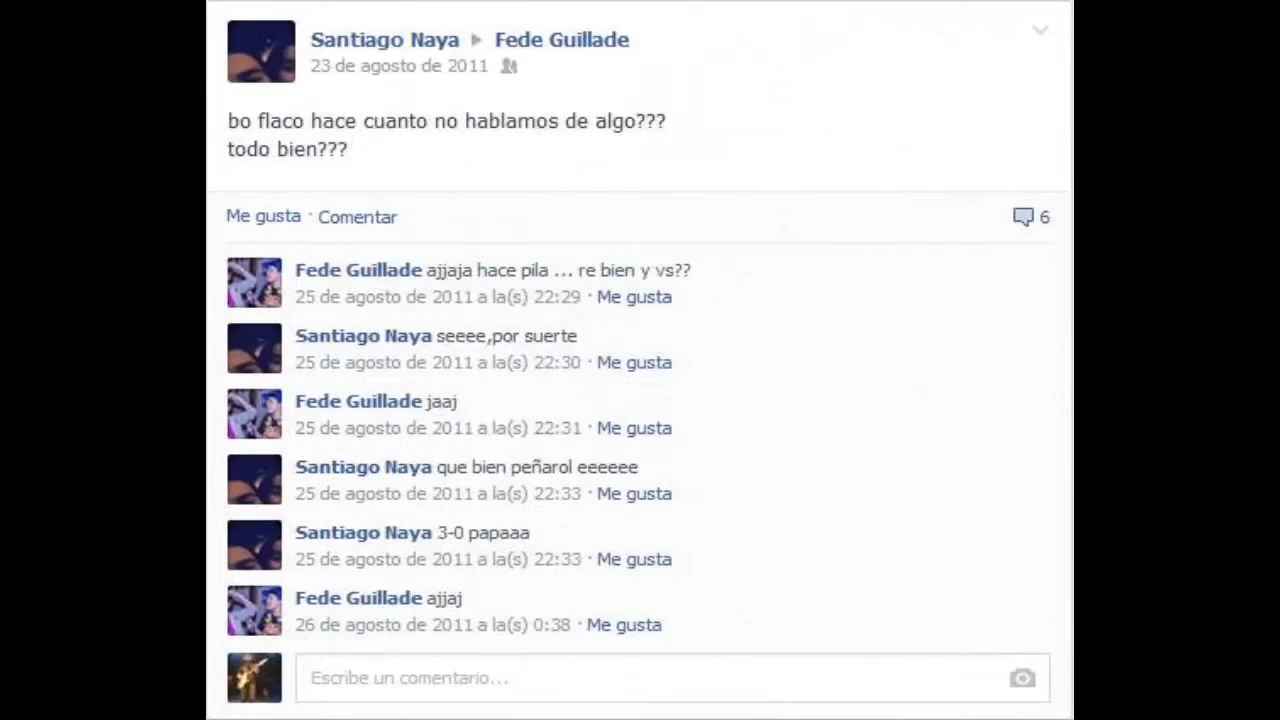 Santiago Naya ▶ Fede Guillade
23 de agosto de 2011
bo flaco hace cuanto no hablamos de algo???
todo bien???
Me gusta · Comentar 6
Fede Guillade ajjaja hace pila ... re bien y vs??
25 de agosto de 2011 a la(s) 22:29 · Me gusta
Santiago Naya seeee,por suerte
25 de agosto de 2011 a la(s) 22:30 · Me gusta
Fede Guillade jaaj
25 de agosto de 2011 a la(s) 22:31 · Me gusta
Santiago Naya que bien peñarol eeeeee
25 de agosto de 2011 a la(s) 22:33 · Me gusta
Santiago Naya 3-0 papaaa
25 de agosto de 2011 a la(s) 22:33 · Me gusta
Fede Guillade ajjaj
26 de agosto de 2011 a la(s) 0:38 · Me gusta
Escribe un comentario...